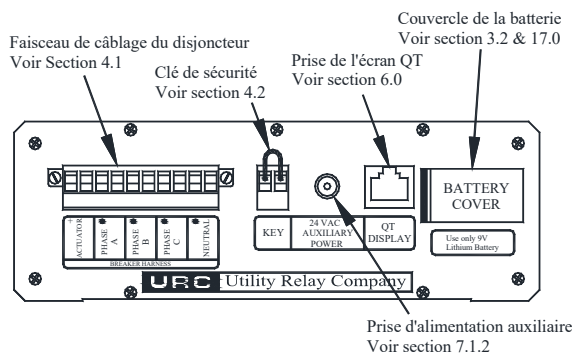 Couvercle de la batterie
Voir section 3.2 & 17.0
Faisceau de câblage du disjoncteur
Voir Section 4.1
Prise de l'écran QT
Voir section 6.0
Clé de sécurité
Voir section 4.2
BATTERY
COVER
+
ACTUATOR
PHASE
A
PHASE
B
PHASE
C
NEUTRAL
BREAKER HARNESS
KEY
24 VAC
AUXILIARY
POWER
QT
DISPLAY
Use only 9V
Lithium Battery
URC Utility Relay Company
Prise d'alimentation auxiliaire
Voir section 7.1.2